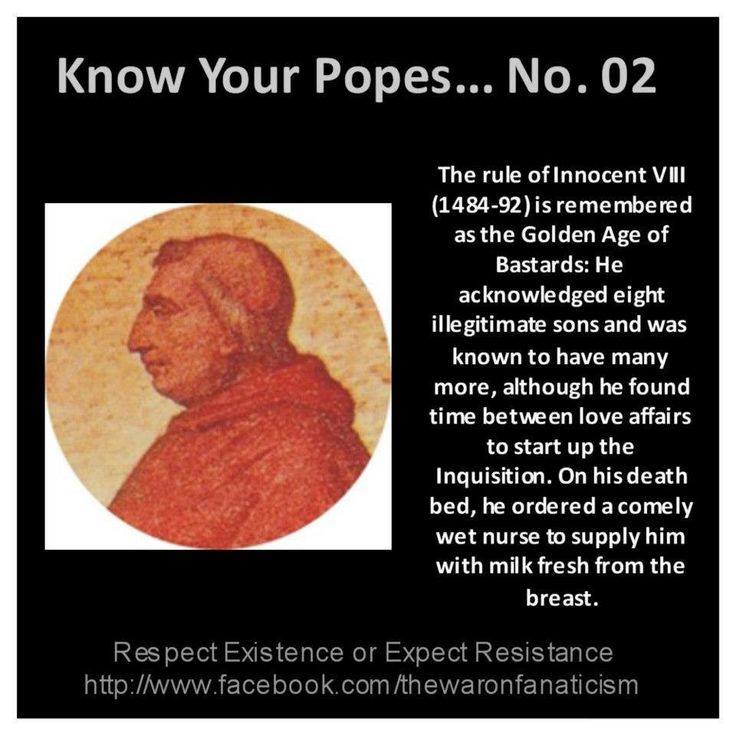 Know Your Popes... No. 02
The rule of Innocent VIII
(1484-92) is remembered
as the Golden Age of
Bastards: He
acknowledged eight
illegitimate sons and was
known to have many
more, although he found
time between love affairs
to start up the
Inquisition. On his death
bed, he ordered a comely
wet nurse to supply him
with milk fresh from the
breast.
Respect Existence or Expect Resistance
http://www.facebook.com/thewaronfanaticism